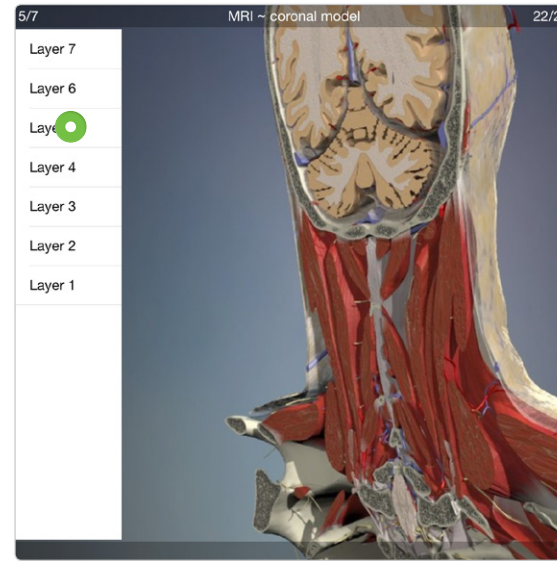 5/7
MRI ~ coronal model
22/2
Layer 7
Layer 6
Laye
Layer 4
Layer 3
Layer 2
Layer 1